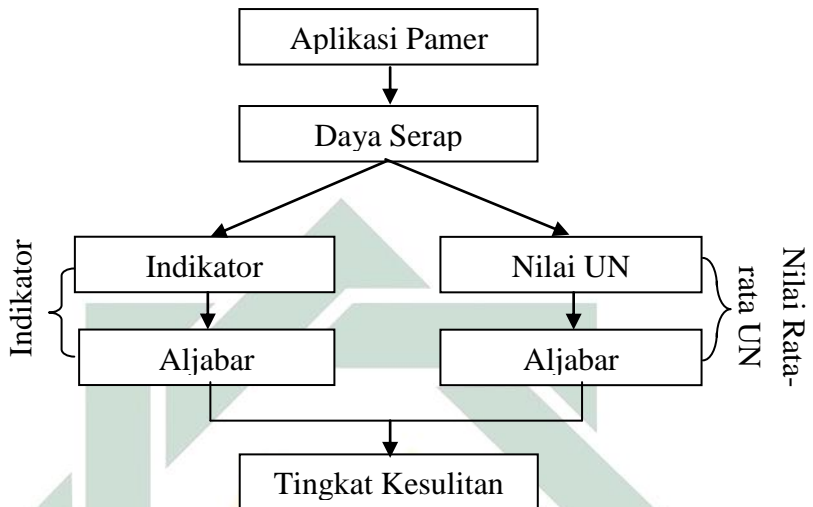 Aplikasi Pamer
Daya Serap
Indikator
Nilai UN
Indikator
Nilai Rata-
rata UN
Aljabar
Aljabar
Tingkat Kesulitan